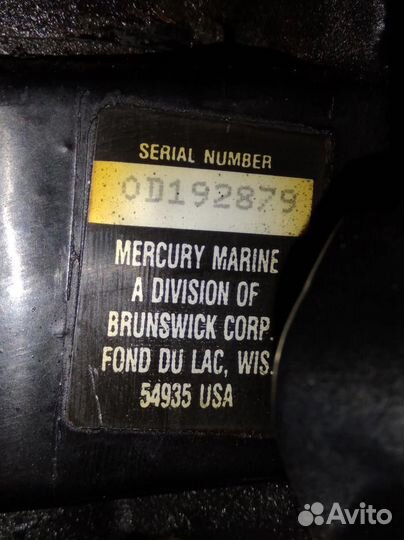 SERIAL NUMBER
0D192879
MERCURY MARINE
A DIVISION OF
BRUNSWICK CORP.
FOND DU LAC, WIS.
54935 USA
Avito